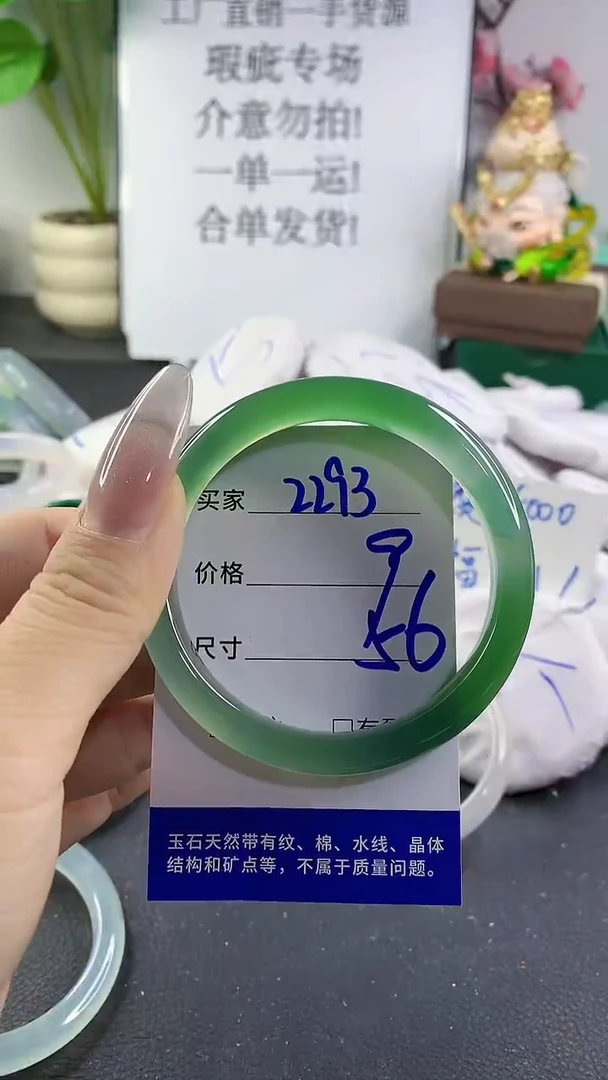 工厂直销一手货源
瑕疵专场
介意勿拍!
一单一运!
合单发货!
买家 2293
价格 9
尺寸 56
玉石天然带有纹、棉、水线、晶体
结构和矿点等，不属于质量问题。